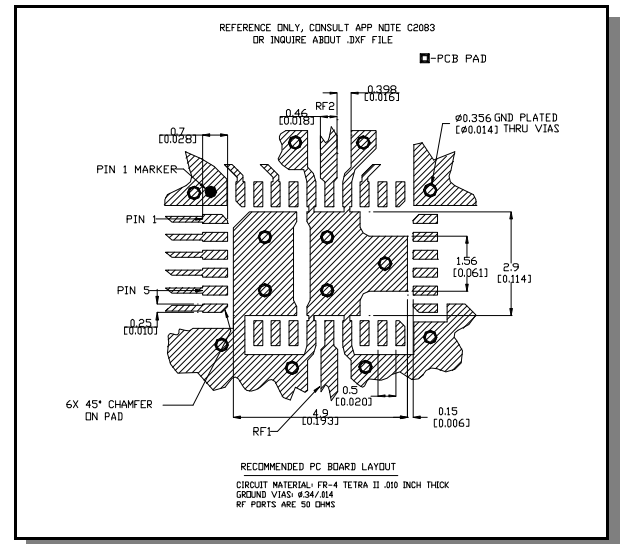 REFERENCE ONLY, CONSULT APP NOTE C2083
OR INQUIRE ABOUT .DXF FILE
-PCB PAD
0.398
[0.016]
RF2
0.46
[0.018]
Ø0.356 GND PLATED
[Ø0.014] THRU VIAS
0.7
[0.028]
PIN 1 MARKER
PIN 1
1.56
[0.061]
2.9
[0.114]
PIN 5
0.25
[0.010]
0.5
[0.020]
6X 45° CHAMFER
ON PAD
4.9
[0.193]
0.15
[0.006]
RF1
RECOMMENDED PC BOARD LAYOUT
CIRCUIT MATERIAL: FR-4 TETRA II .010 INCH THICK
GROUND VIAS: Ø.34/.014
RF PORTS ARE 50 OHMS